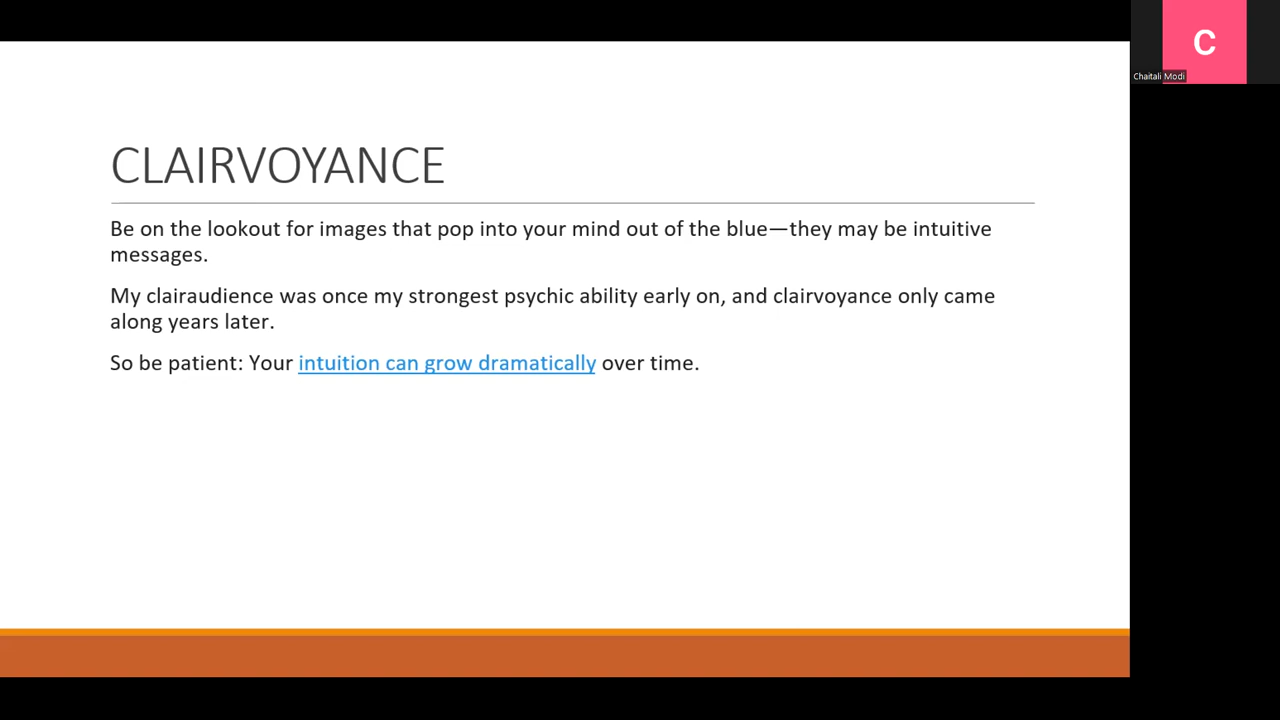 C
Chaitali Modi
CLAIRVOYANCE
Be on the lookout for images that pop into your mind out of the blue—they may be intuitive
messages.
My clairaudience was once my strongest psychic ability early on, and clairvoyance only came
along years later.
So be patient: Your intuition can grow dramatically over time.